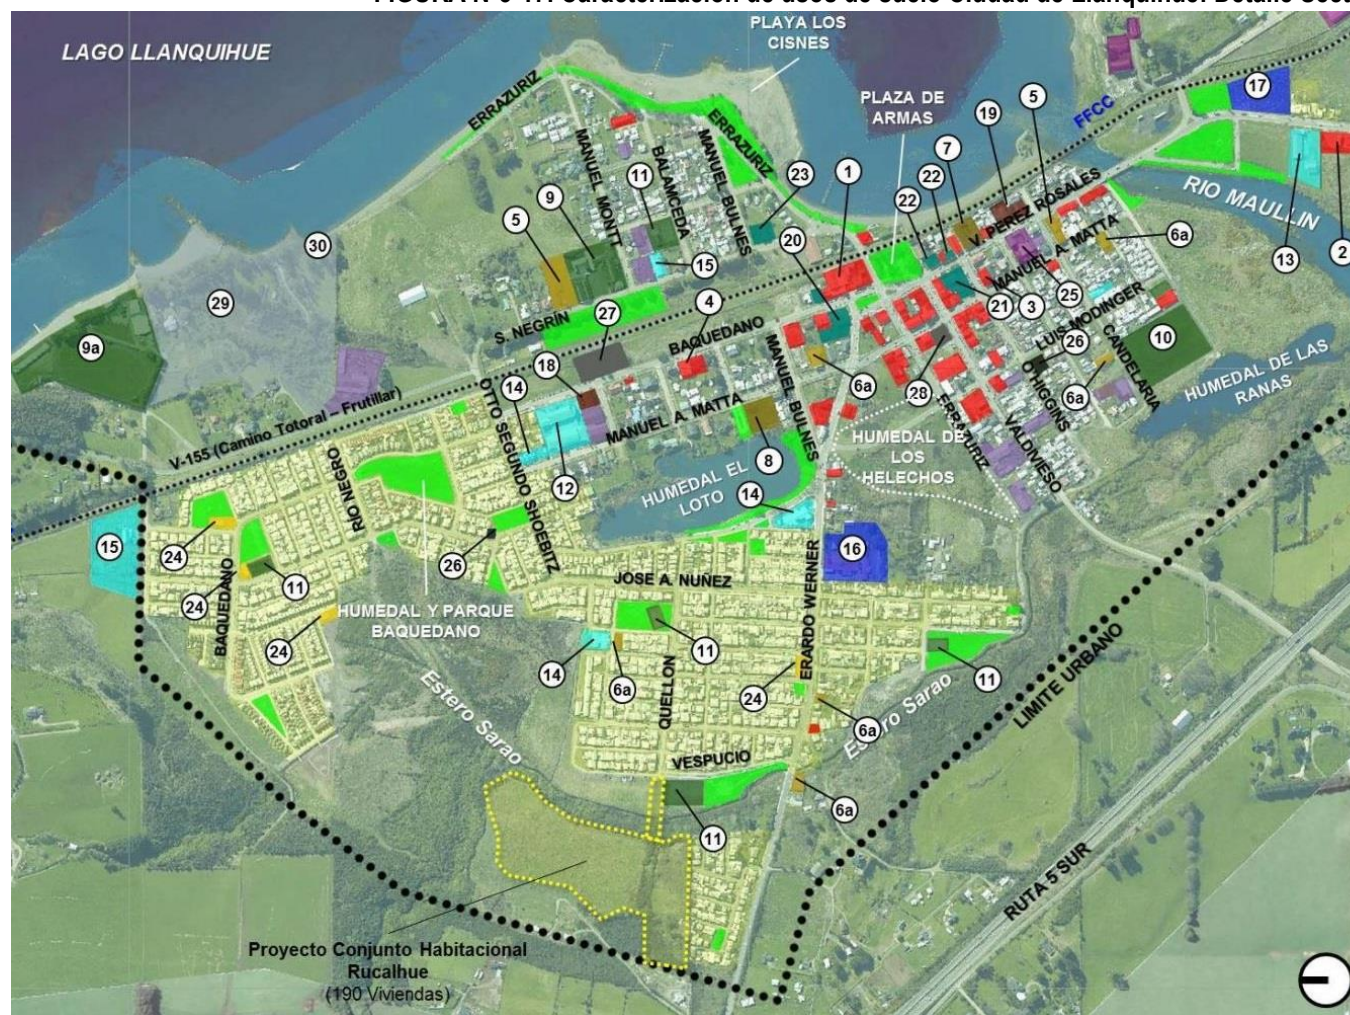 LAGO LLANQUIHUE
PLAYA LOS
CISNES
PLAZA DE
ARMAS
ERRAZURIZ
MANUEL MONTT
BALAMCEDA
MANUEL BULNES
ERRAZURIZ
FFCC
17
19
5
7
22
22
23
1
11
9
5
20
15
4
V. PEREZ ROSALES
MANUEL A. MATTA
RIO MAULLIN
6a
13
2
30
29
9a
S. NEGRÍN
27
BAQUEDANO
21
3
25
LUIS MODINGER
26
10
CANDELARIA
6a
O'HIGGINS
HUMEDAL DE LAS
RANAS
18
14
OTTO SEGUNDO SHOEBITZ
MANUEL A. MATTA
MANUEL BULNES
6a
28
ERRAZURIZ
VALDIVIESO
V-155 (Camino Totoral – Frutillar)
12
8
HUMEDAL EL
LOTO
HUMEDAL DE
LOS
HELECHOS
14
RÍO NEGRO
15
24
26
16
11
24
BAQUEDANO
JOSE A. NUÑEZ
ERARDO WERNER
HUMEDAL Y PARQUE
BAQUEDANO
24
11
14
6a
QUELLON
24
11
LIMITE URBANO
Estero Sarao
Estero Sarao
6a
VESPUCIO
6a
11
RUTA 5 SUR
Proyecto Conjunto Habitacional
Rucalhue
(190 Viviendas)